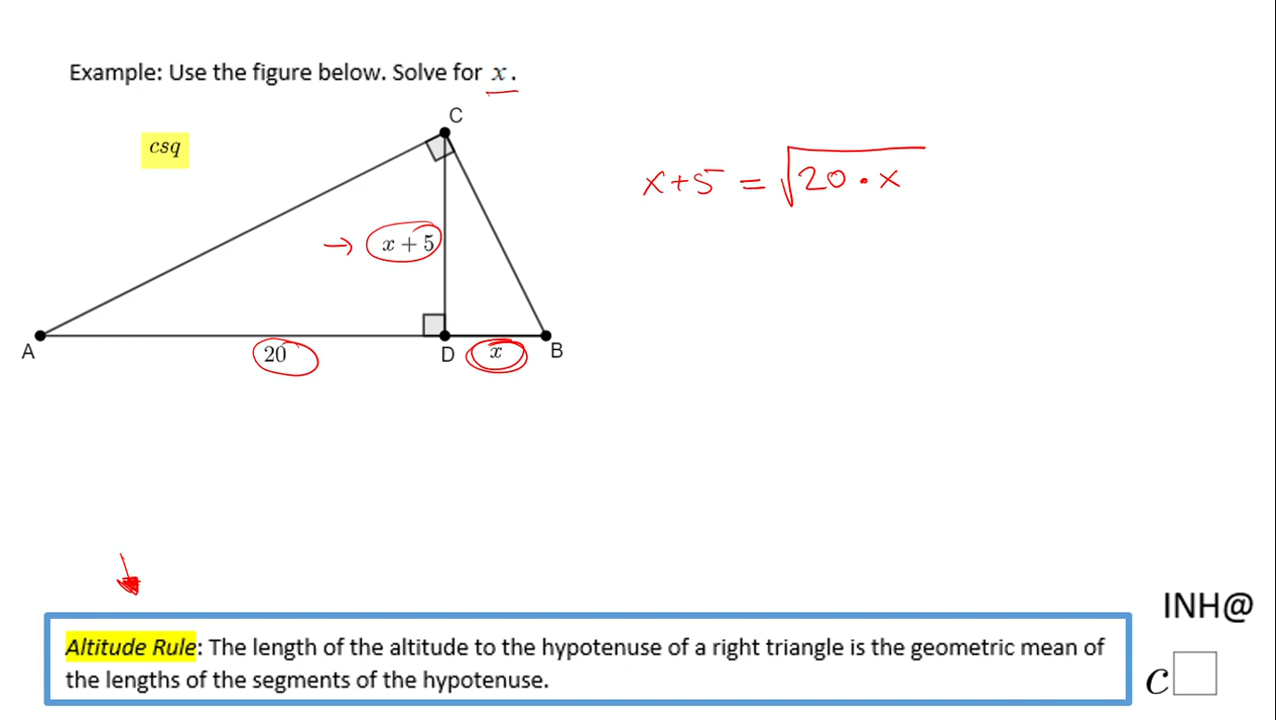 Example: Use the figure below. Solve for x.
C
csq
x+5 = √20 · x
→ x + 5
A
20
D
x
B
INH@
Altitude Rule: The length of the altitude to the hypotenuse of a right triangle is the geometric mean of
the lengths of the segments of the hypotenuse.
c